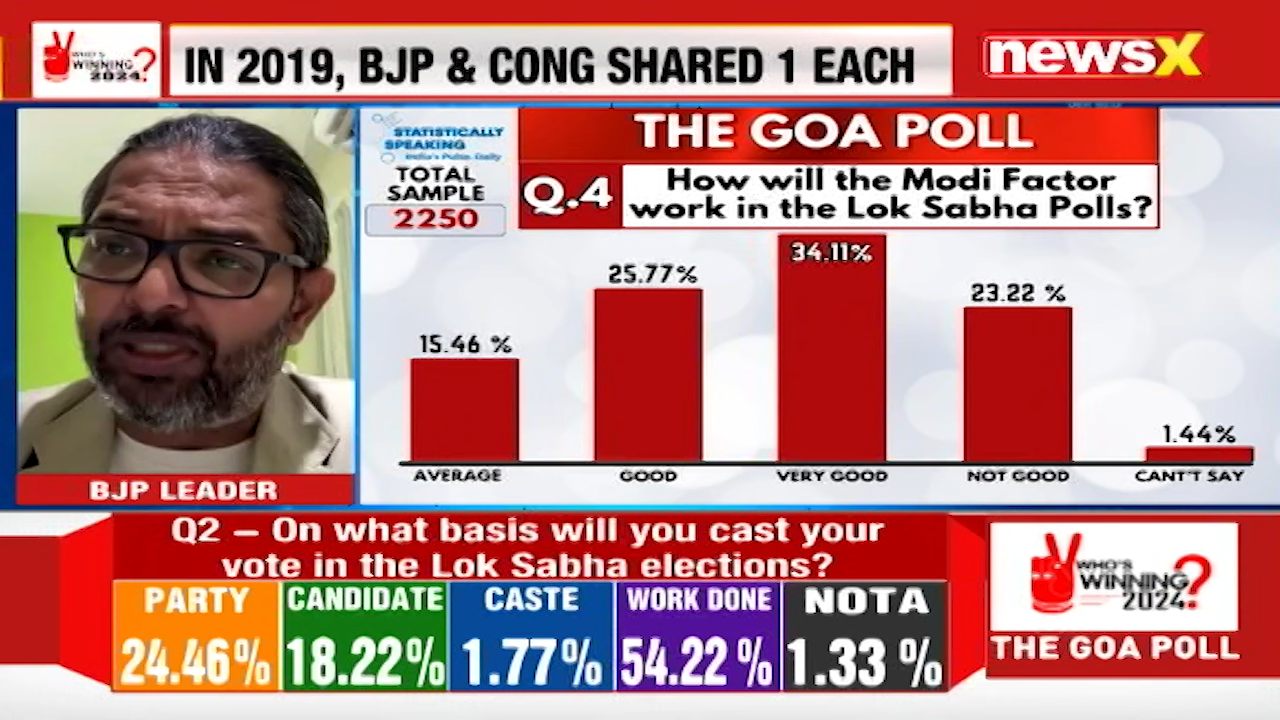 WHO'S
WINNING
2024?
IN 2019, BJP & CONG SHARED 1 EACH
newsX
STATISTICALLY
SPEAKING
India's Pulse. Daily
TOTAL
SAMPLE
2250
THE GOA POLL
Q.4
How will the Modi Factor
work in the Lok Sabha Polls?
15.46 %
25.77%
34.11%
23.22 %
1.44%
AVERAGE
GOOD
VERY GOOD
NOT GOOD
CANT'T SAY
BJP LEADER
Q2 – On what basis will you cast your
vote in the Lok Sabha elections?
PARTY
24.46%
CANDIDATE
18.22%
CASTE
1.77%
WORK DONE
54.22 %
NOTA
1.33 %
WHO'S
WINNING
2024?
THE GOA POLL